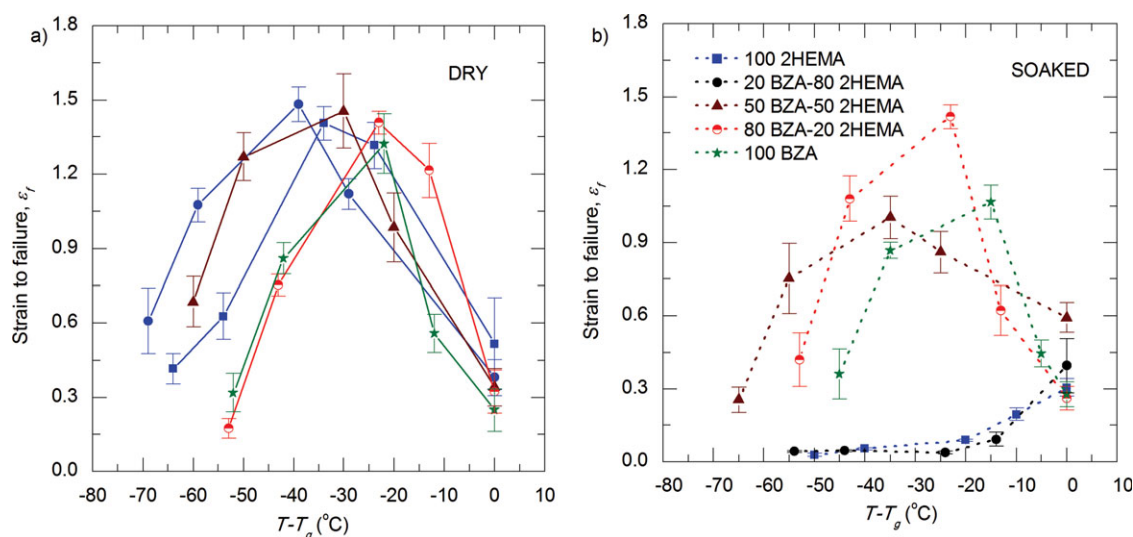 a)
DRY
Strain to failure, εf
1.8
1.5
1.2
0.9
0.6
0.3
0.0
-80 -70 -60 -50 -40 -30 -20 -10 0 10
T-Tg (°C)
b)
SOAKED
100 2HEMA
20 BZA-80 2HEMA
50 BZA-50 2HEMA
80 BZA-20 2HEMA
100 BZA
Strain to failure, εf
1.8
1.5
1.2
0.9
0.6
0.3
0.0
-80 -70 -60 -50 -40 -30 -20 -10 0 10
T-Tg (°C)